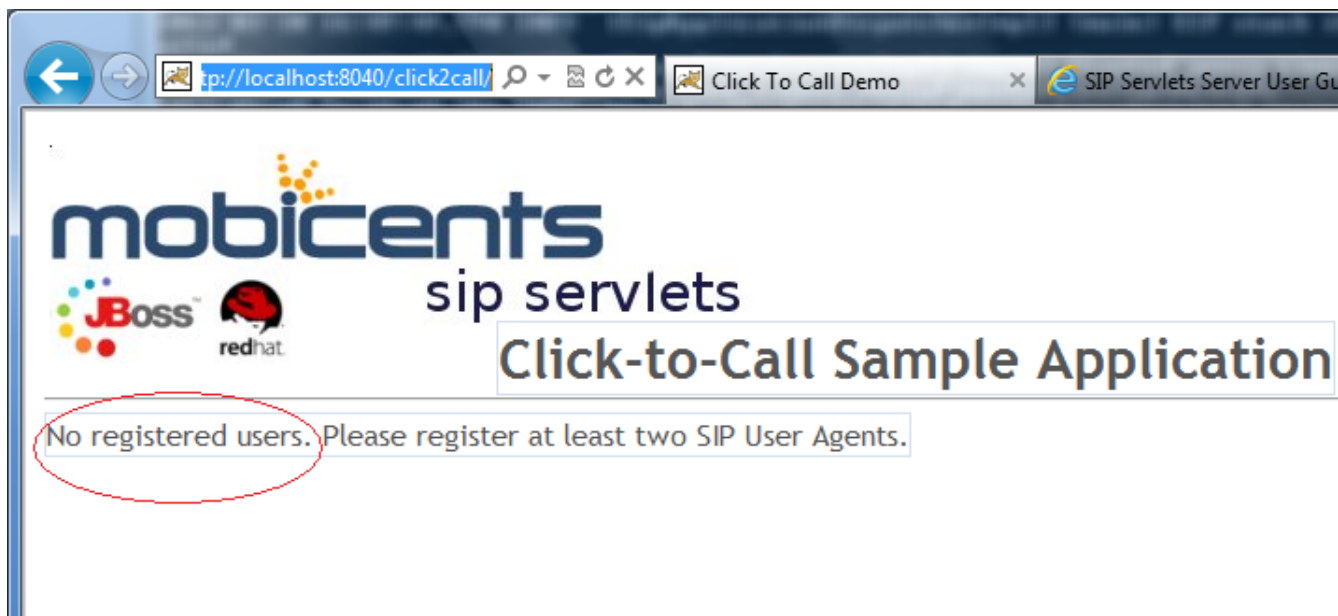 tp://localhost:8040/click2call/
Click To Call Demo
SIP Servlets Server User Gu
mobicents
sip servlets
JBoss™
redhat.
Click-to-Call Sample Application
No registered users. Please register at least two SIP User Agents.